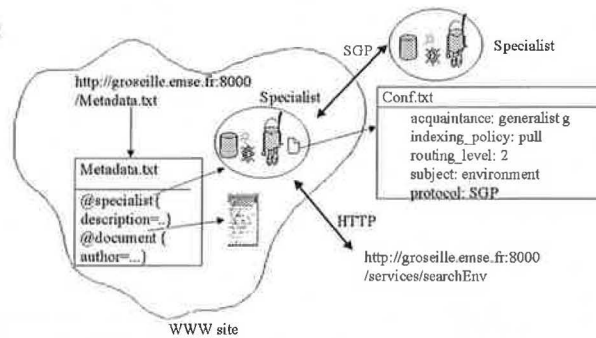 SGP
Specialist
http://groseille.emse.fr:8000
/Metadata.txt
Specialist
Conf.txt
acquaintance: generalist g
indexing_policy: pull
routing_level: 2
subject: environment
protocol: SGP
Metadata.txt
@specialist{
description=..}
@document {
author=...}
HTTP
http://groseille.emse.fr:8000
/services/searchEnv
WWW site